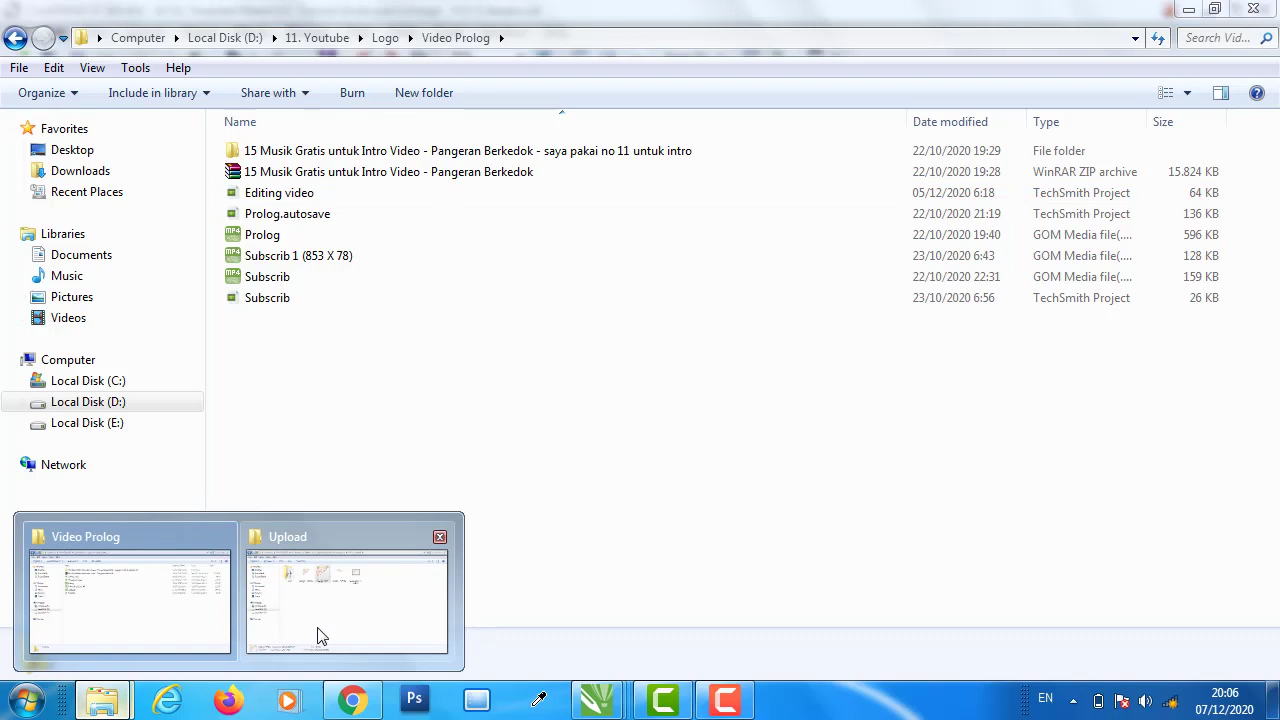 Computer Local Disk (D:) 11. Youtube Logo Video Prolog Search Vid...
File Edit View Tools Help
Organize Include in library Share with Burn New folder
Name Date modified Type Size
Favorites
Desktop
Downloads
Recent Places
Libraries
Documents
Music
Pictures
Videos
Computer
Local Disk (C:)
Local Disk (D:)
Local Disk (E:)
Network
15 Musik Gratis untuk Intro Video - Pangeran Berkedok - saya pakai no 11 untuk intro 22/10/2020 19:29 File folder
15 Musik Gratis untuk Intro Video - Pangeran Berkedok 22/10/2020 19:28 WinRAR ZIP archive 15.824 KB
Editing video 05/12/2020 6:18 TechSmith Project 64 KB
Prolog.autosave 22/10/2020 21:19 TechSmith Project 136 KB
MP4 Prolog 22/10/2020 19:40 GOM Media file(.... 596 KB
MP4 Subscrib 1 (853 X 78) 23/10/2020 6:43 GOM Media file(.... 128 KB
MP4 Subscrib 22/10/2020 22:31 GOM Media file(.... 159 KB
Subscrib 23/10/2020 6:56 TechSmith Project 26 KB
Video Prolog Upload
Ps EN 20:06
07/12/2020